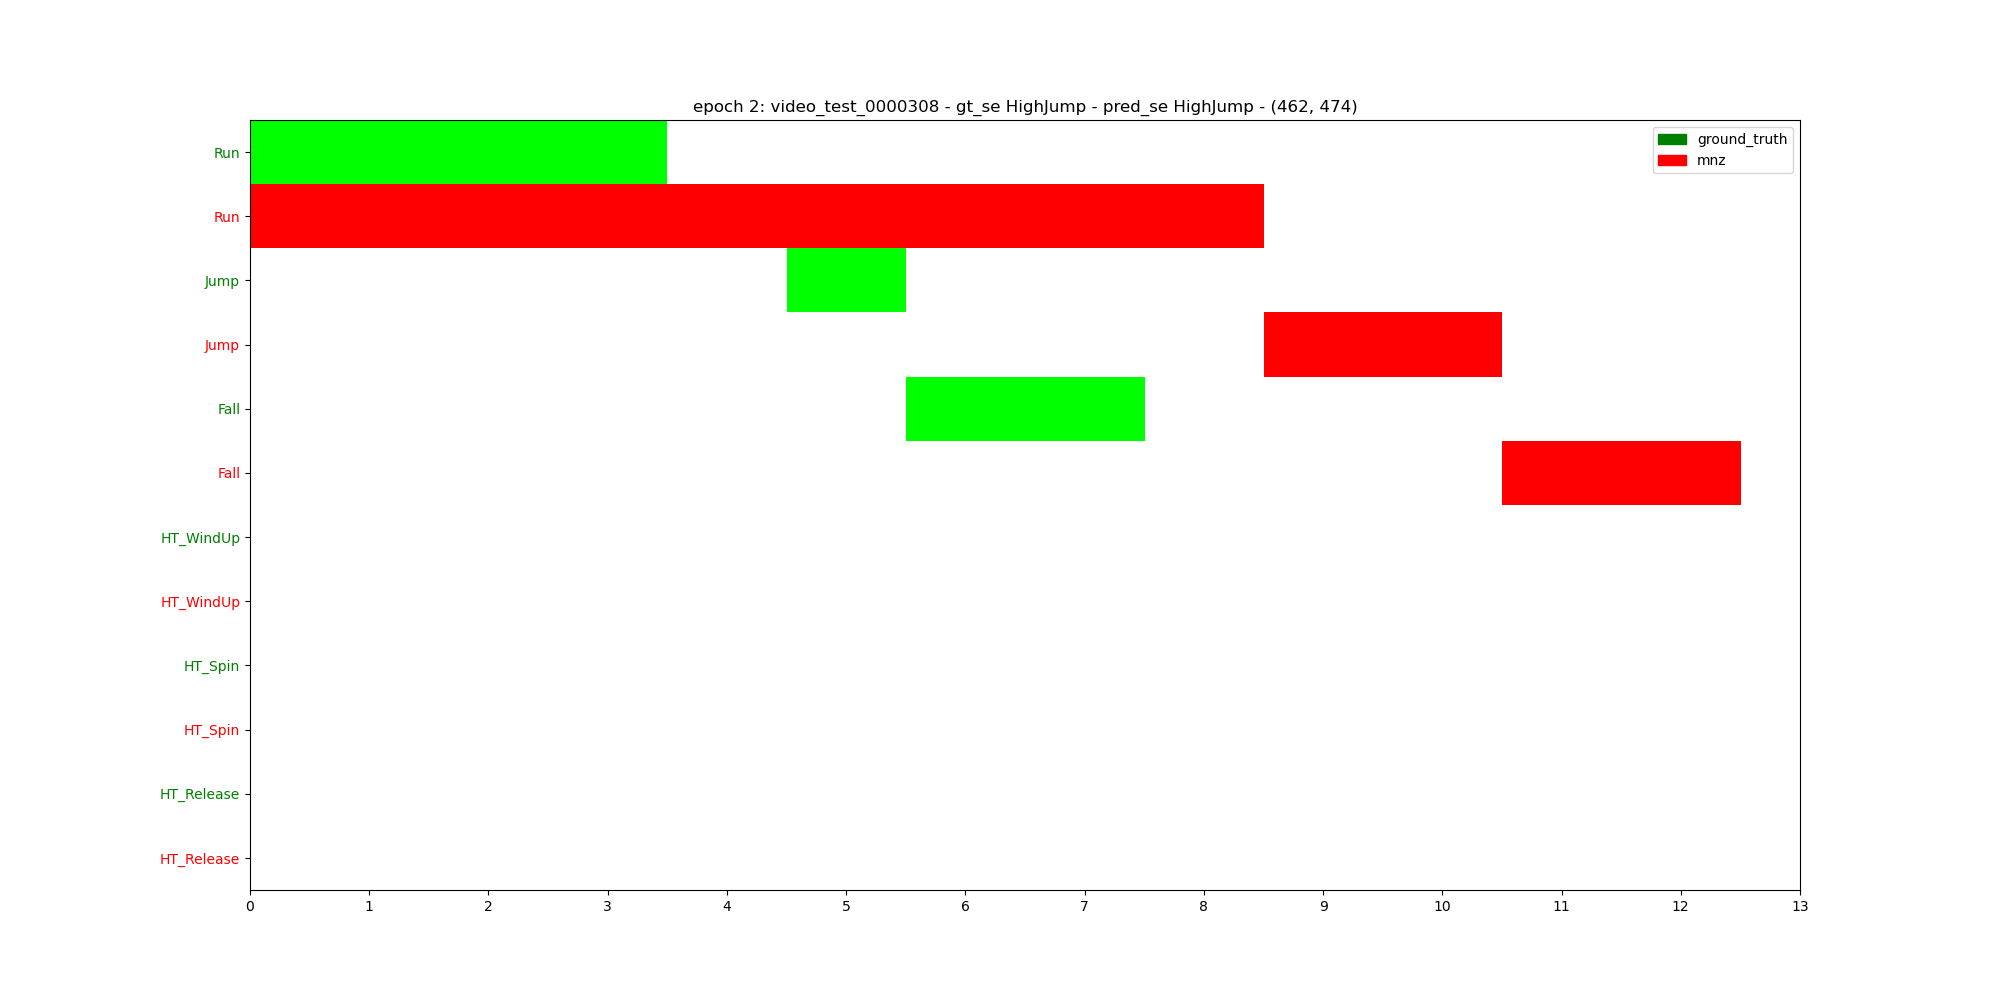 epoch 2: video_test_0000308 - gt_se HighJump - pred_se HighJump - (462, 474)
ground_truth
mnz
Run
Run
Jump
Jump
Fall
Fall
HT_WindUp
HT_WindUp
HT_Spin
HT_Spin
HT_Release
HT_Release
0 1 2 3 4 5 6 7 8 9 10 11 12 13